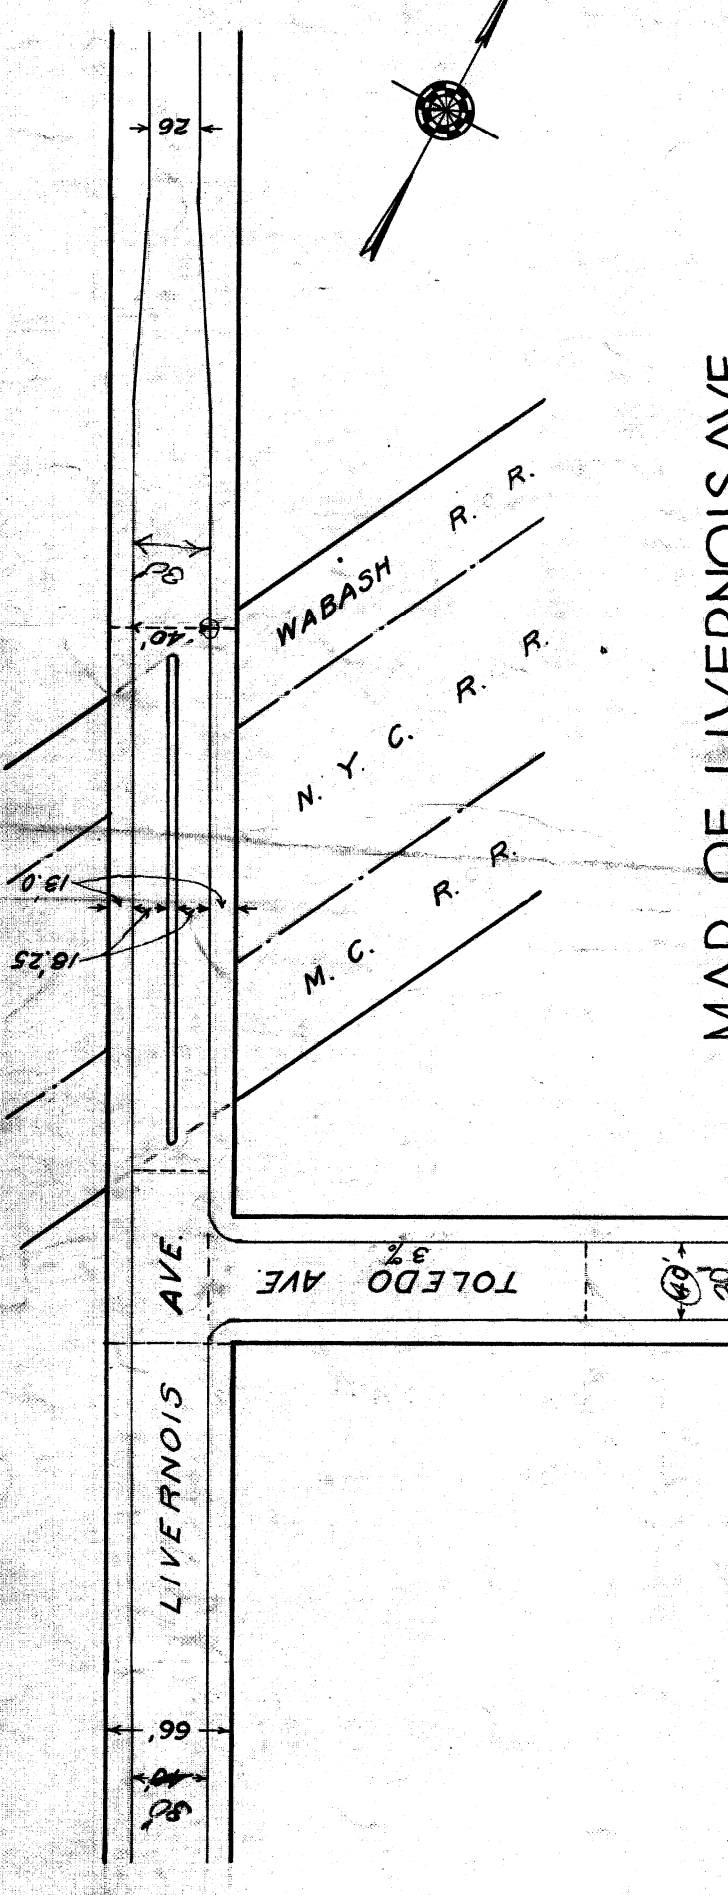 26
40'
WABASH R. R.
N. Y. C. R. R.
13.0'
18.25'
M. C. R. R.
MAP OF LIVERNOIS AVE
LIVERNOIS AVE.
TOLEDO AVE
3%
40'
66'
40'